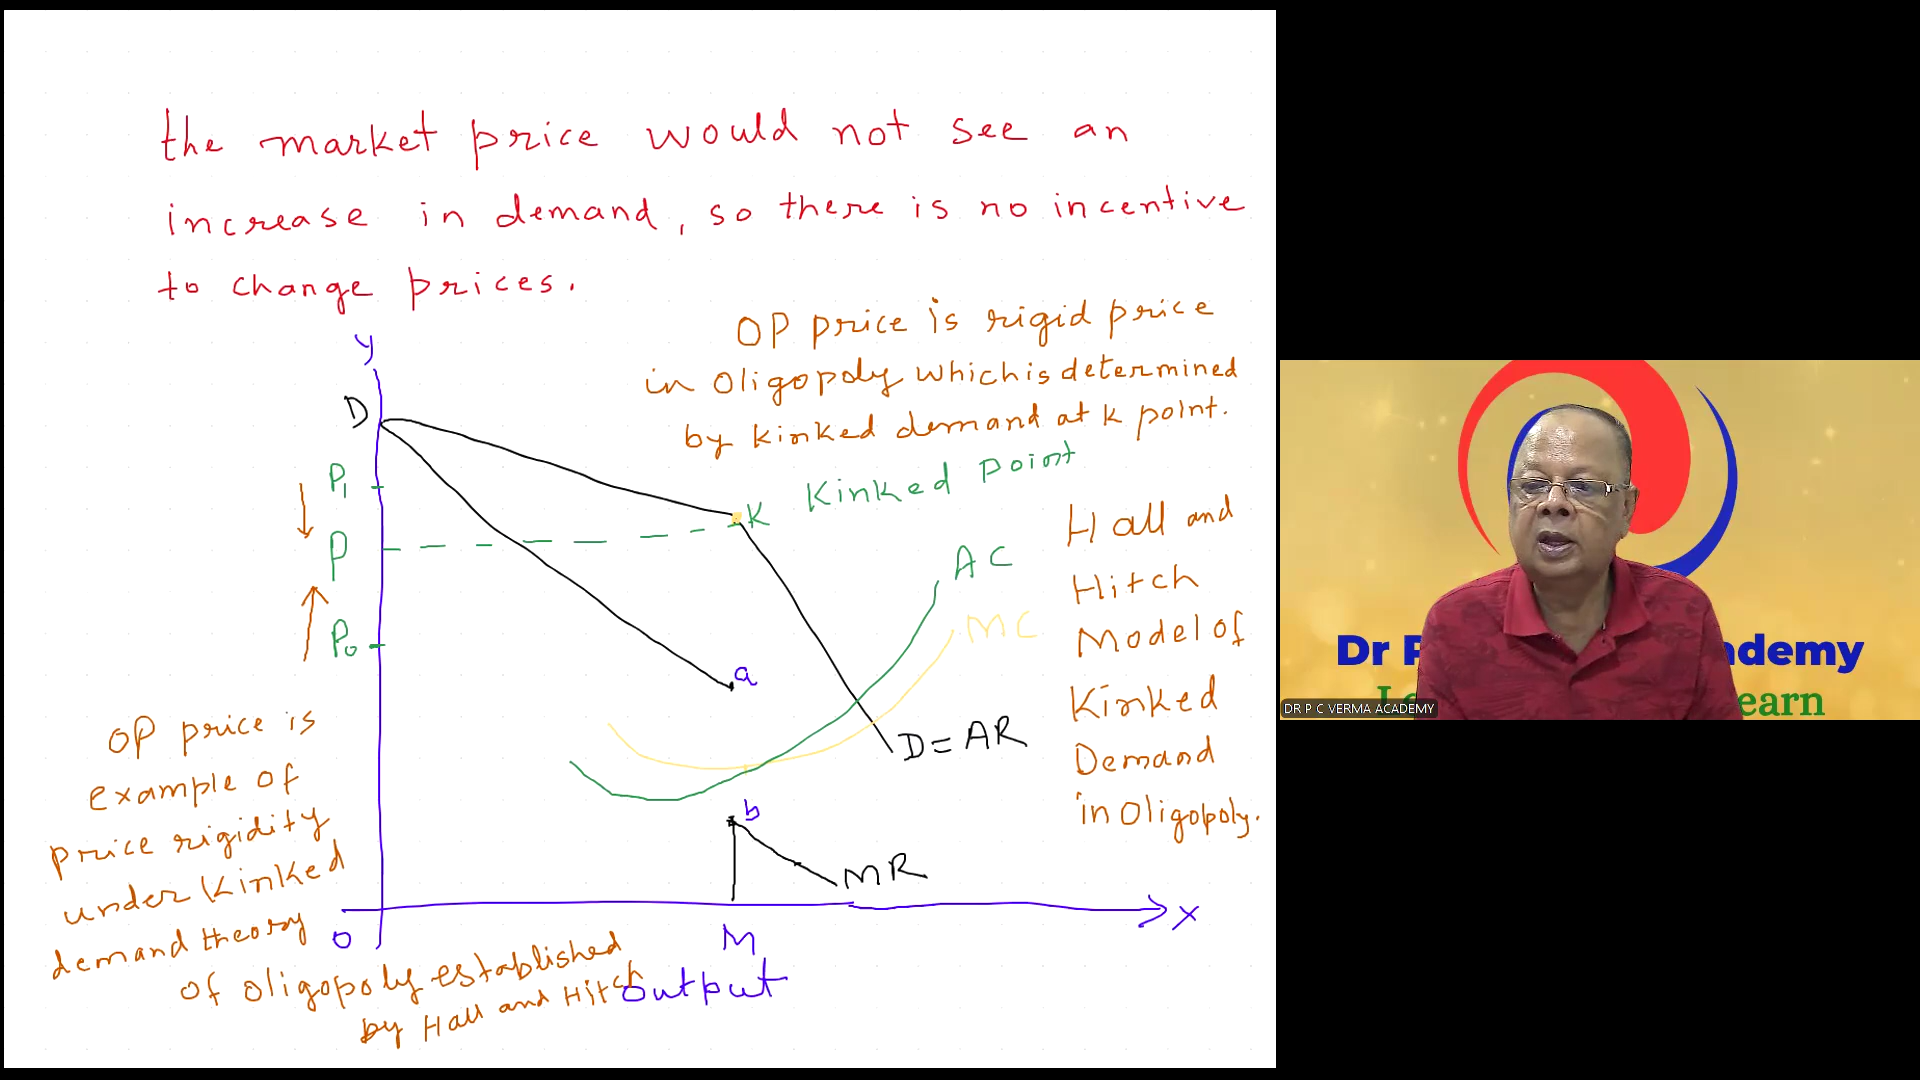 the market price would not see an
increase in demand, so there is no incentive
to change prices.
OP price is rigid price
in oligopoly which is determined
by kinked demand at K point.
y
D
P1
P
P0
K Kinked Point
AC
MC
a
D=AR
b
MR
O
M
X
output
Hall and
Hitch
Model of
Kinked
Demand
in oligopoly.
OP price is
example of
price rigidity
under kinked
demand theory
of oligopoly established
by Hall and Hitch
Dr P ademy
Le earn
DR P C VERMA ACADEMY